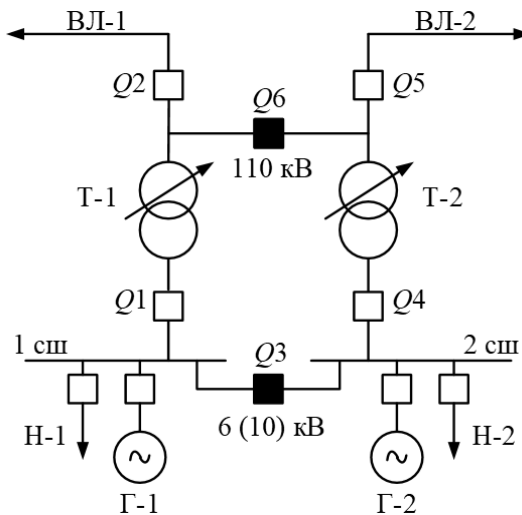 ВЛ-1
ВЛ-2
Q2
Q6
Q5
110 кВ
Т-1
Т-2
Q1
Q4
1 сш
Q3
2 сш
6 (10) кВ
Н-1
Н-2
Г-1
Г-2